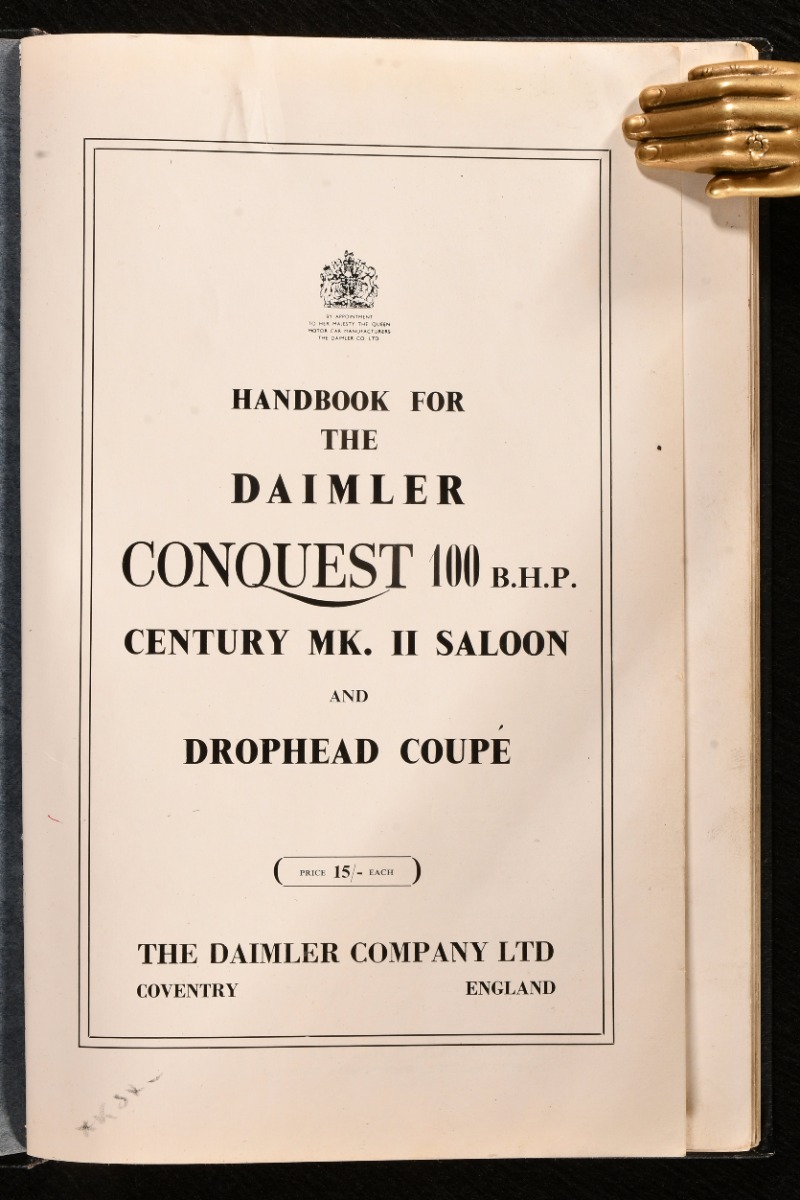 BY APPOINTMENT
TO HER MAJESTY THE QUEEN
MOTOR CAR MANUFACTURERS
THE DAIMLER CO LTD
HANDBOOK FOR
THE
DAIMLER
CONQUEST 100 B.H.P.
CENTURY MK. II SALOON
AND
DROPHEAD COUPÉ
PRICE 15/- EACH
THE DAIMLER COMPANY LTD
COVENTRY ENGLAND